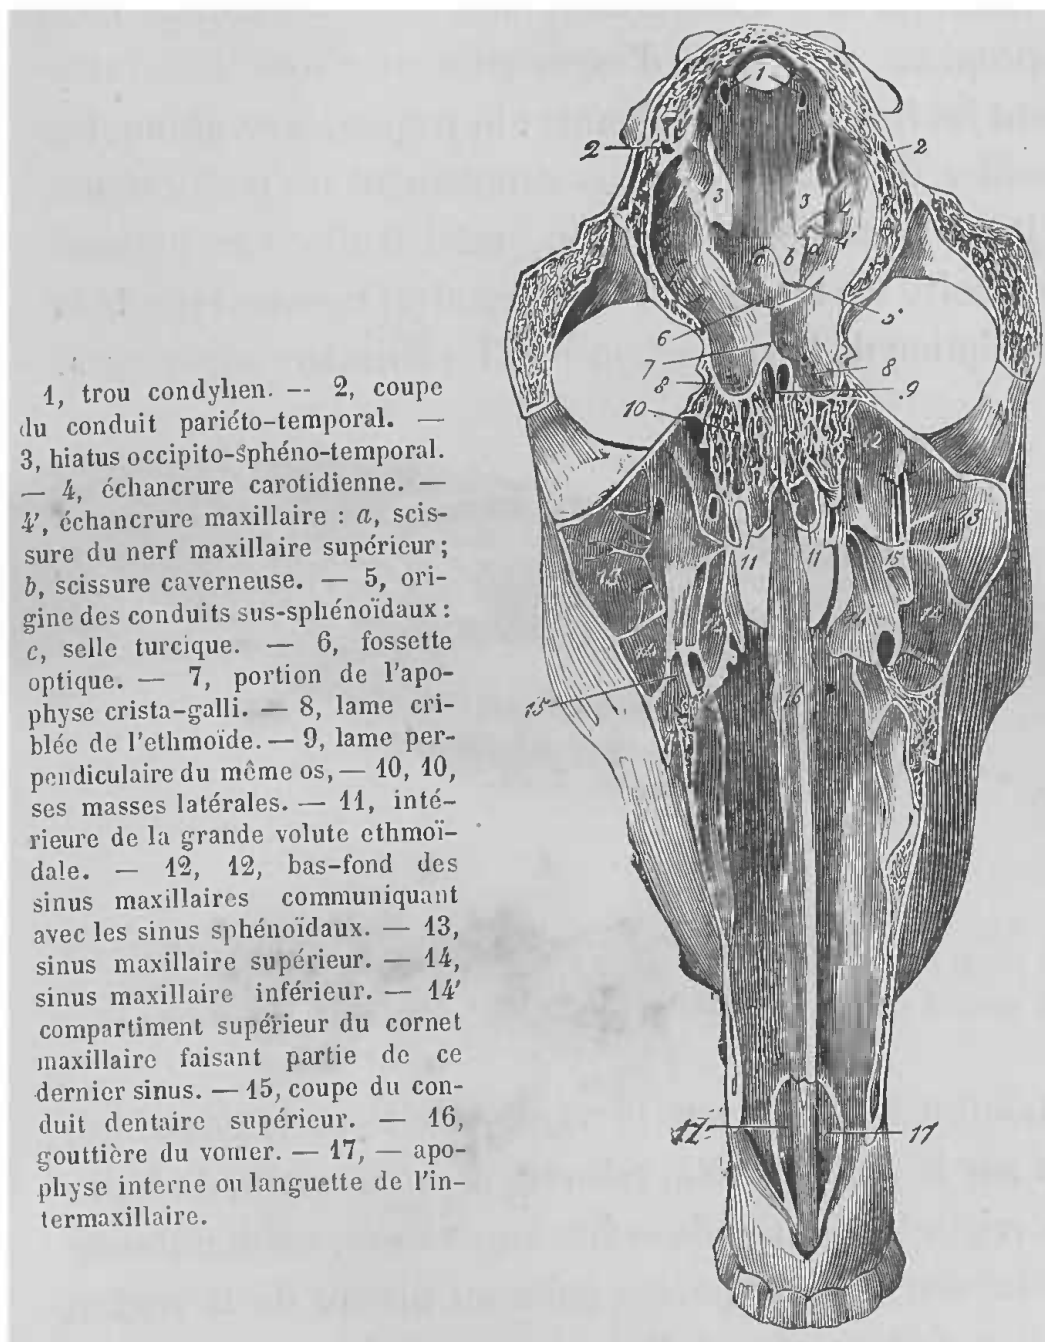 1, trou condylien. -- 2, coupe
du conduit pariéto-temporal. —
3, hiatus occipito-sphéno-temporal.
— 4, échancrure carotidienne. —
4', échancrure maxillaire : a, scis-
sure du nerf maxillaire supérieur;
b, scissure caverneuse. — 5, ori-
gine des conduits sus-sphénoïdaux :
c, selle turcique. — 6, fossette
optique. — 7, portion de l'apo-
physe crista-galli. — 8, lame cri-
blée de l'ethmoïde. — 9, lame per-
pendiculaire du même os, — 10, 10,
ses masses latérales. — 11, inté-
rieure de la grande volute ethmoï-
dale. — 12, 12, bas-fond des
sinus maxillaires communiquant
avec les sinus sphénoïdaux. — 13,
sinus maxillaire supérieur. — 14,
sinus maxillaire inférieur. — 14'
compartiment supérieur du cornet
maxillaire faisant partie de ce
dernier sinus. — 15, coupe du con-
duit dentaire supérieur. — 16,
gouttière du vomer. — 17, — apo-
physe interne ou languette de l'in-
termaxillaire.
1
2
2
3
3
4
4'
c
b
a
5
6
7
8
8
9
10
12
11
11
13
13
15
14
14
15
16
17
17